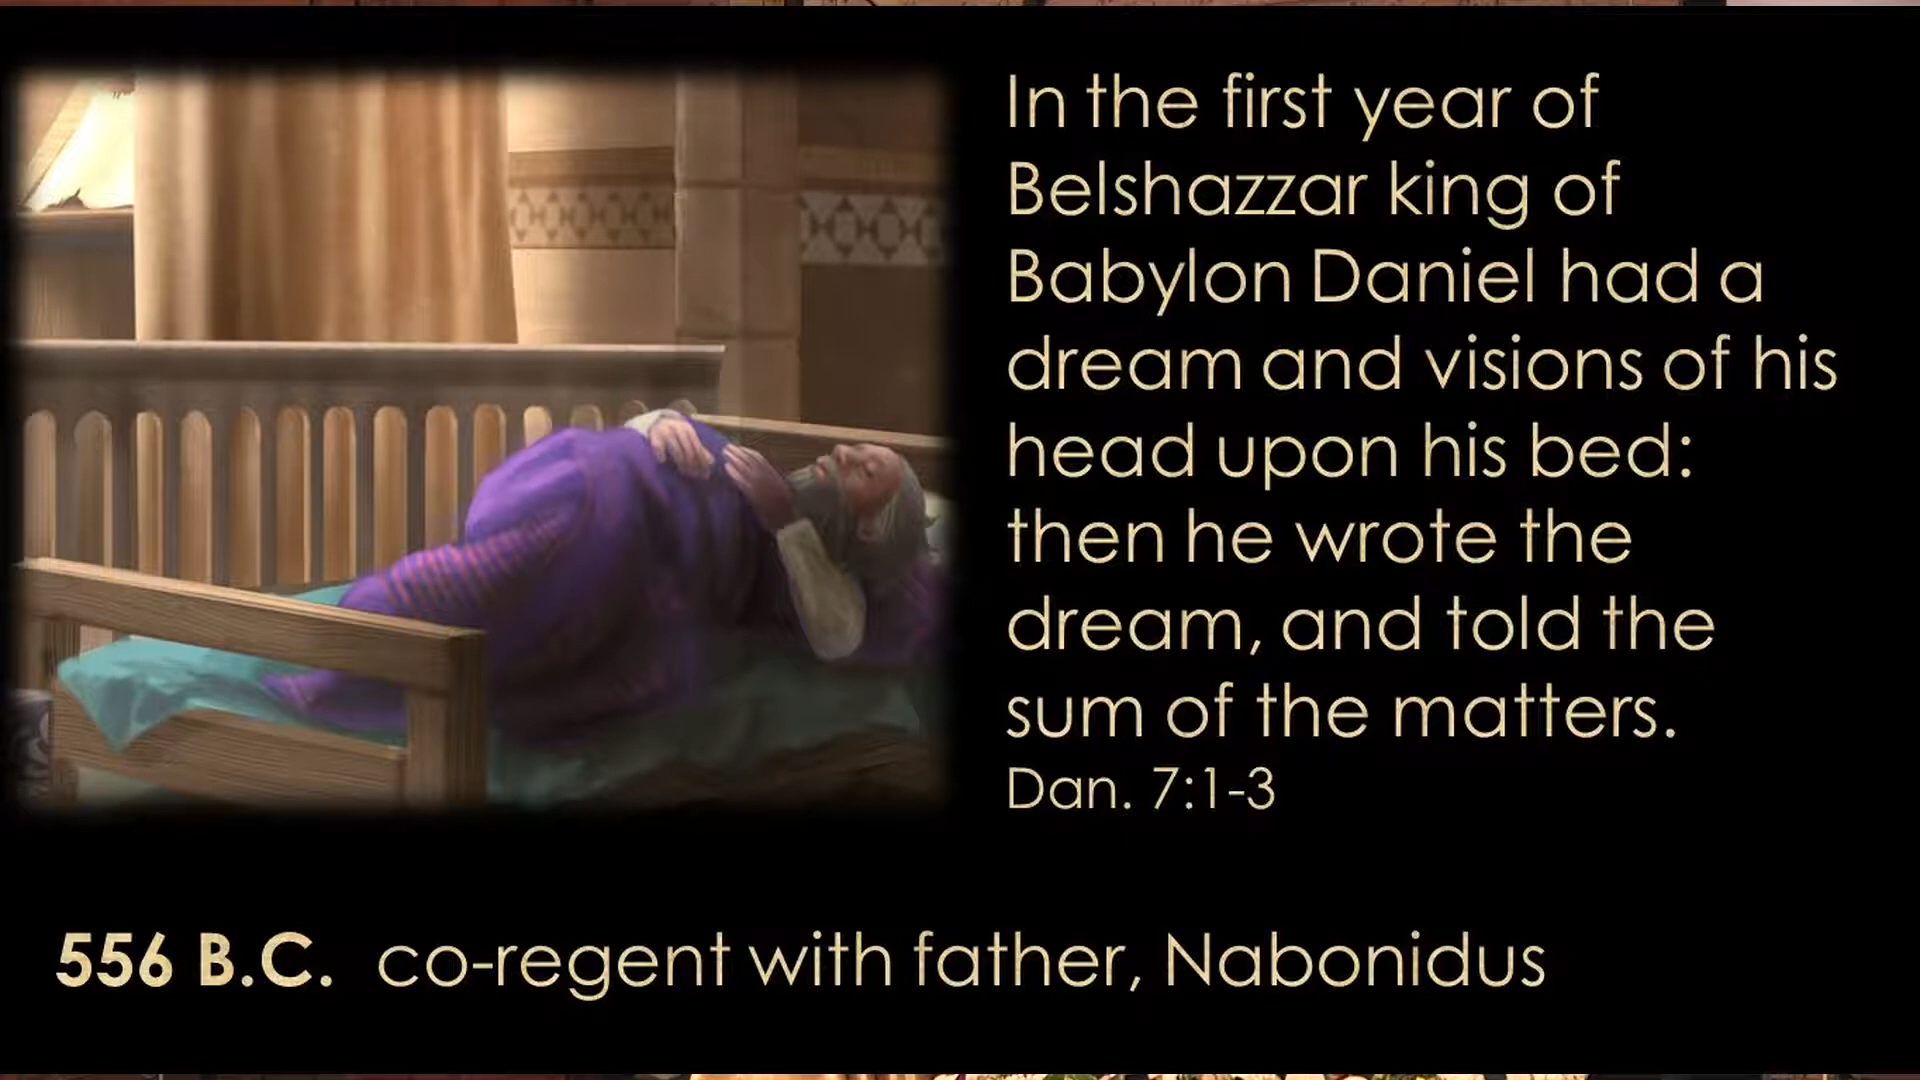 In the first year of
Belshazzar king of
Babylon Daniel had a
dream and visions of his
head upon his bed:
then he wrote the
dream, and told the
sum of the matters.
Dan. 7:1-3
556 B.C. co-regent with father, Nabonidus